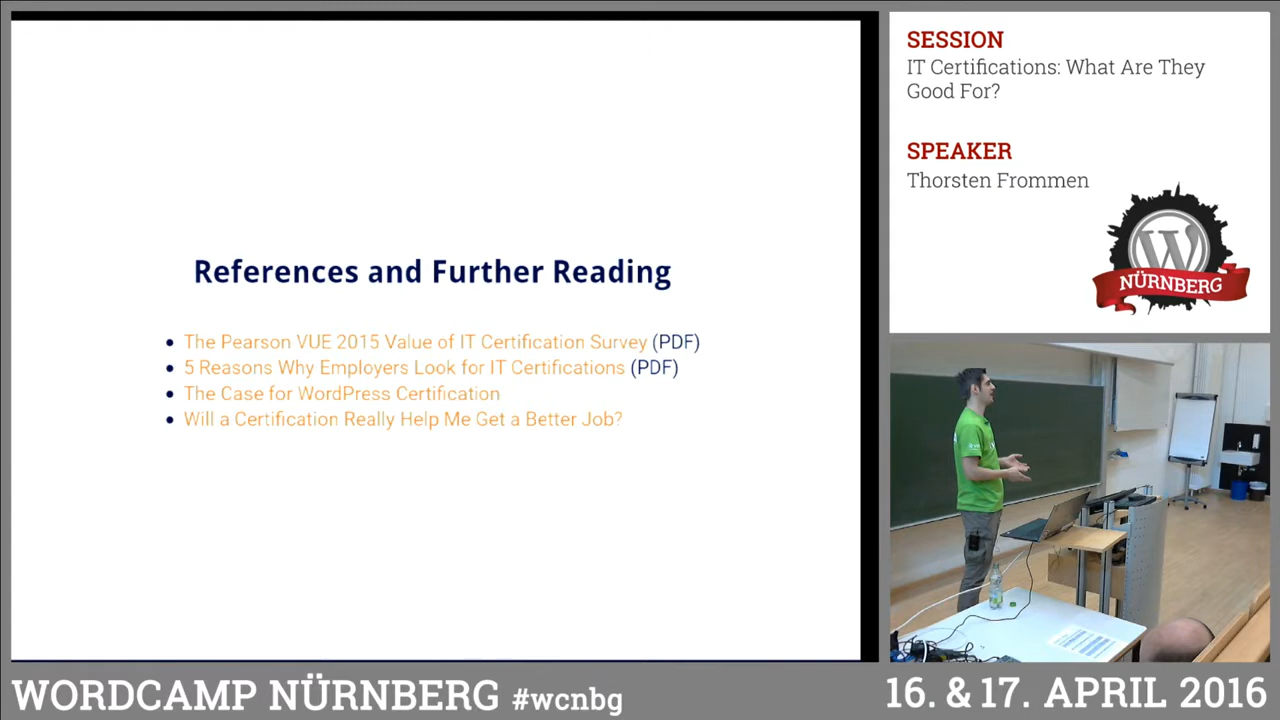 References and Further Reading
The Pearson VUE 2015 Value of IT Certification Survey (PDF)
5 Reasons Why Employers Look for IT Certifications (PDF)
The Case for WordPress Certification
Will a Certification Really Help Me Get a Better Job?
SESSION
IT Certifications: What Are They
Good For?
SPEAKER
Thorsten Frommen
W
NÜRNBERG
WORDCAMP NÜRNBERG #wcnbg
16. & 17. APRIL 2016